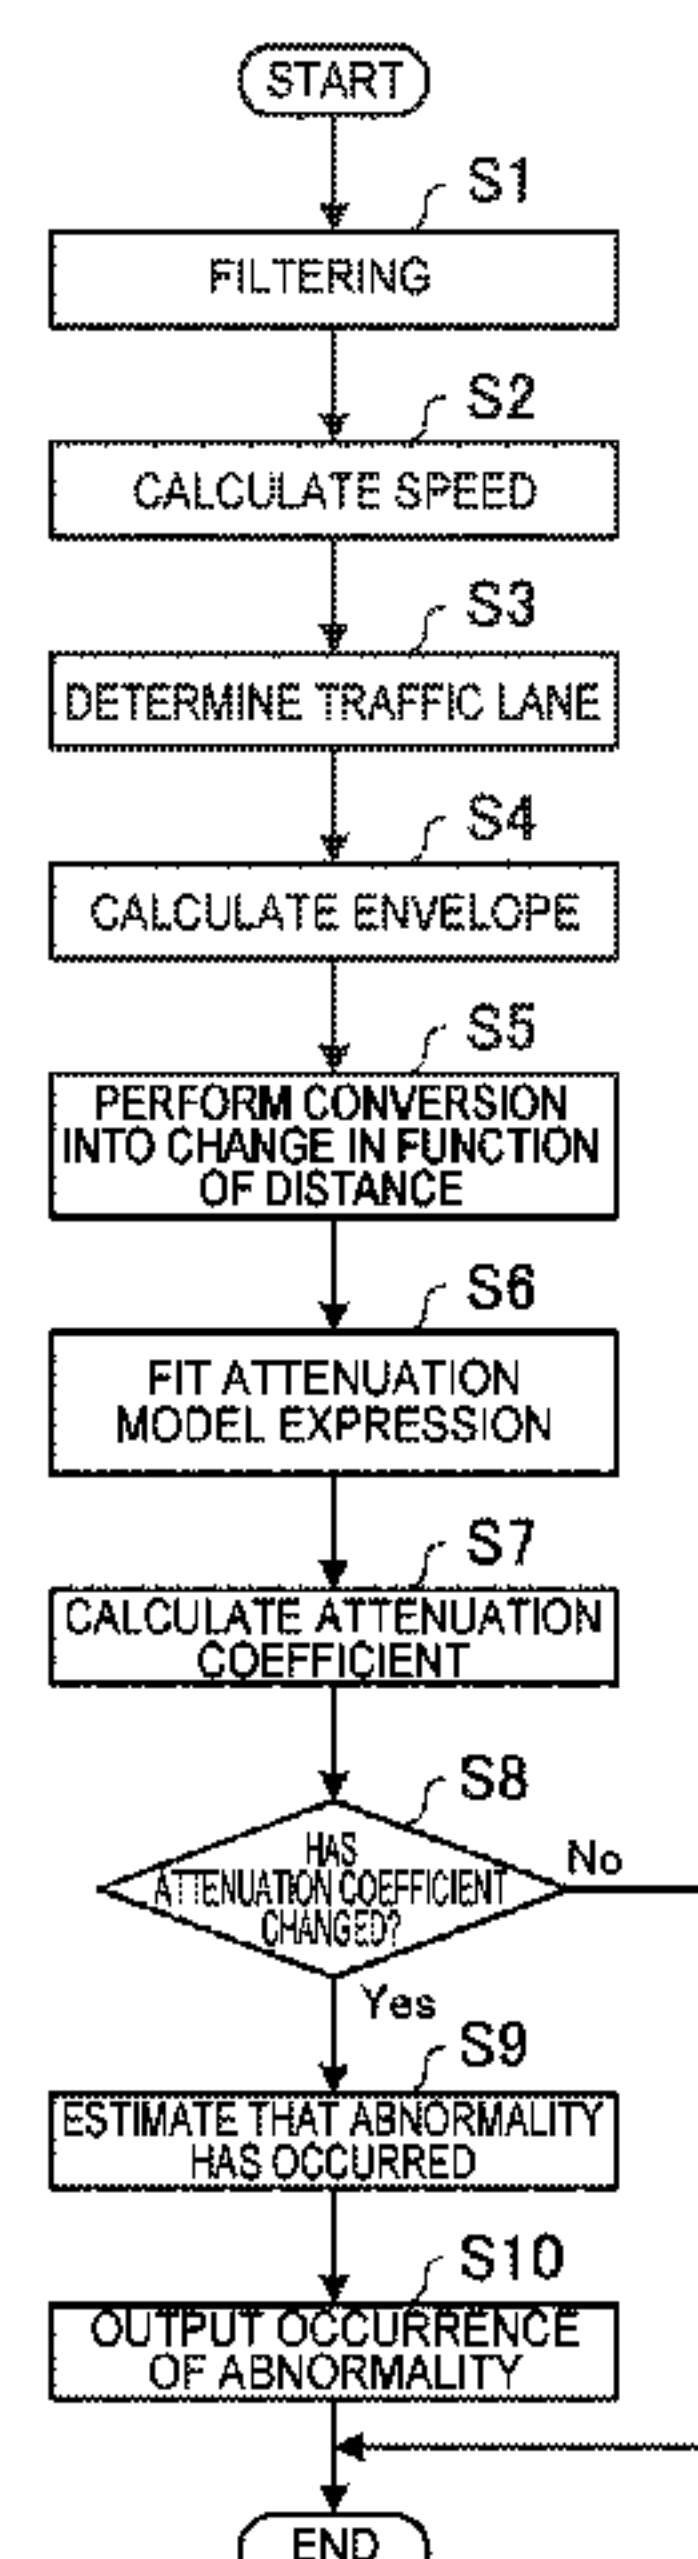 START
S1
FILTERING
S2
CALCULATE SPEED
S3
DETERMINE TRAFFIC LANE
S4
CALCULATE ENVELOPE
S5
PERFORM CONVERSION
INTO CHANGE IN FUNCTION
OF DISTANCE
S6
FIT ATTENUATION
MODEL EXPRESSION
S7
CALCULATE ATTENUATION
COEFFICIENT
S8
HAS
ATTENUATION COEFFICIENT
CHANGED?
No
Yes
S9
ESTIMATE THAT ABNORMALITY
HAS OCCURRED
S10
OUTPUT OCCURRENCE
OF ABNORMALITY
END